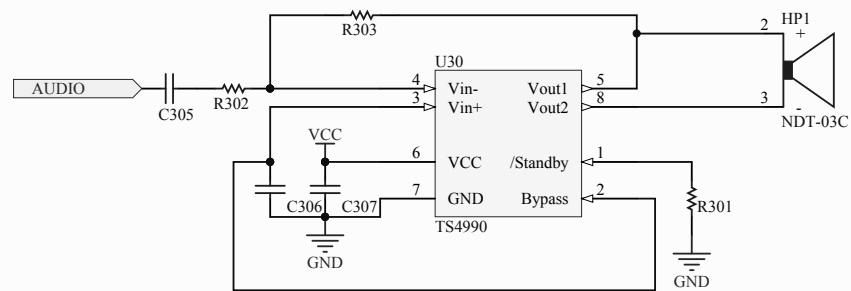 R303
2
HP1
+
U30
AUDIO
C305
R302
4
Vin-
Vout1
5
3
Vin+
Vout2
8
3
-
NDT-03C
VCC
6
VCC
/Standby
1
7
GND
Bypass
2
C306
C307
R301
TS4990
GND
GND